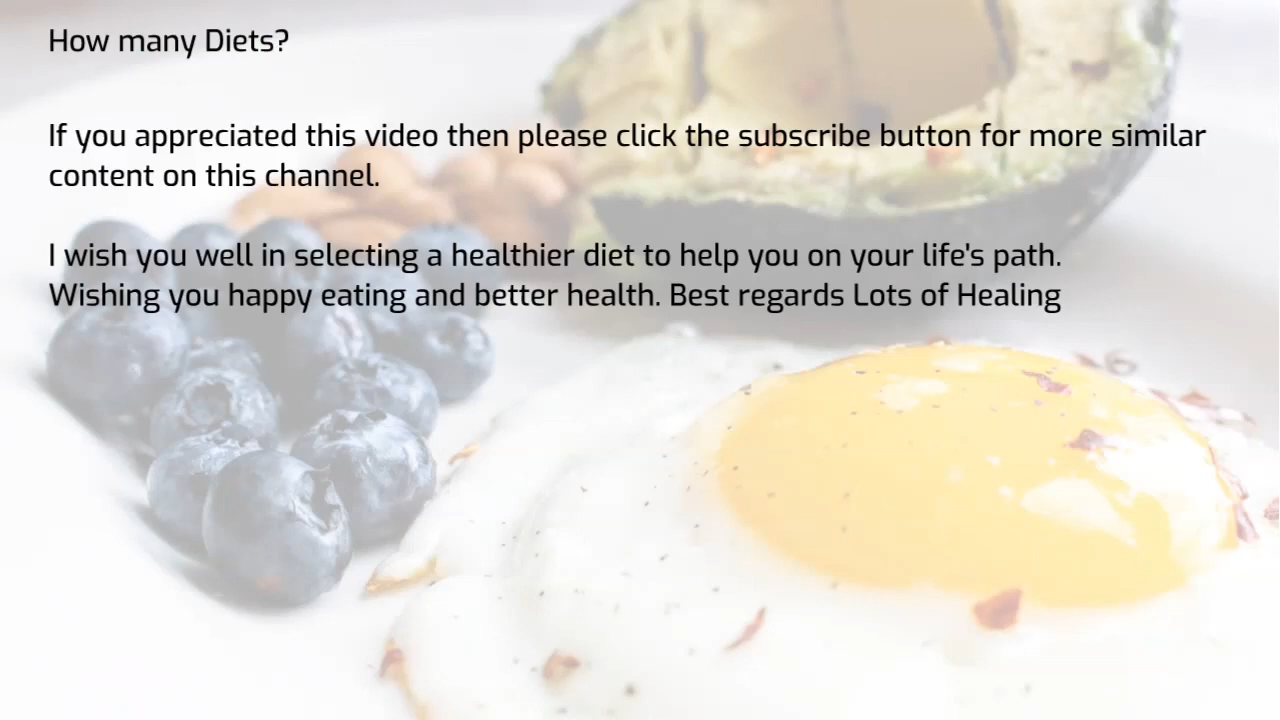 How many Diets?
If you appreciated this video then please click the subscribe button for more similar
content on this channel.
I wish you well in selecting a healthier diet to help you on your life's path.
Wishing you happy eating and better health. Best regards Lots of Healing